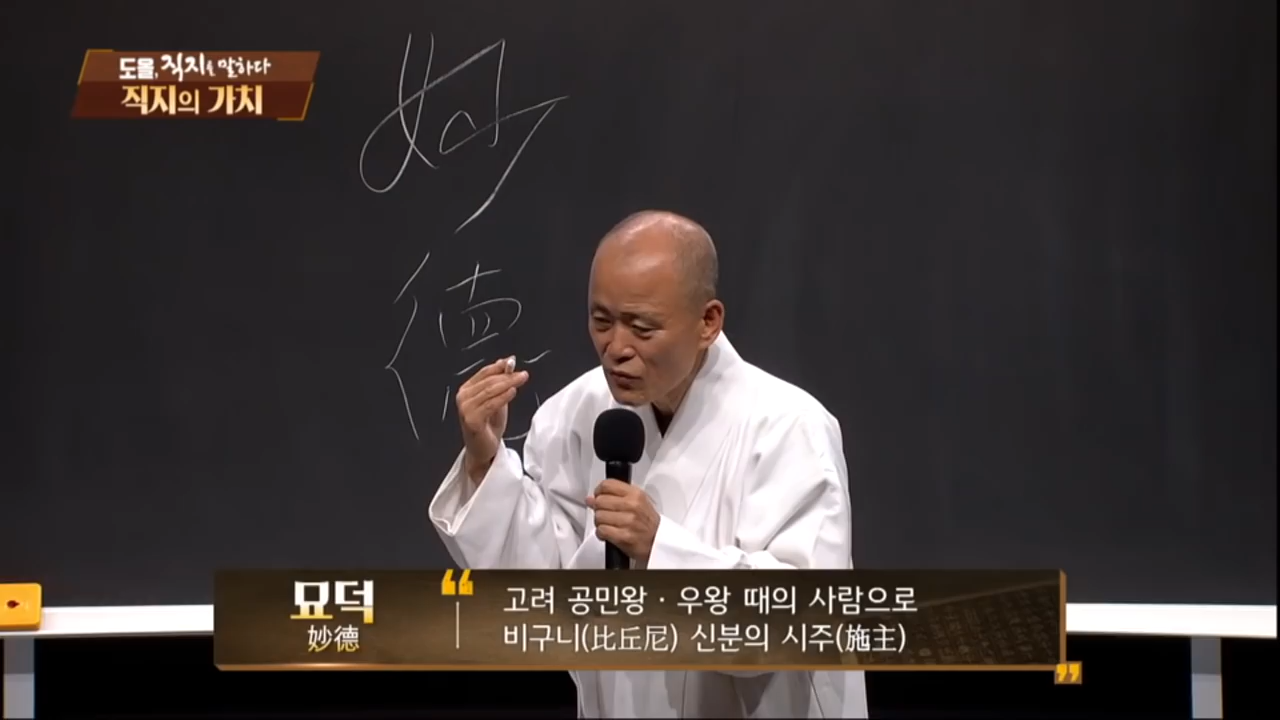 도올, 직지를 말하다
직지의 가치
妙
德
묘덕
妙德
고려 공민왕 · 우왕 때의 사람으로
비구니(比丘尼) 신분의 시주(施主)